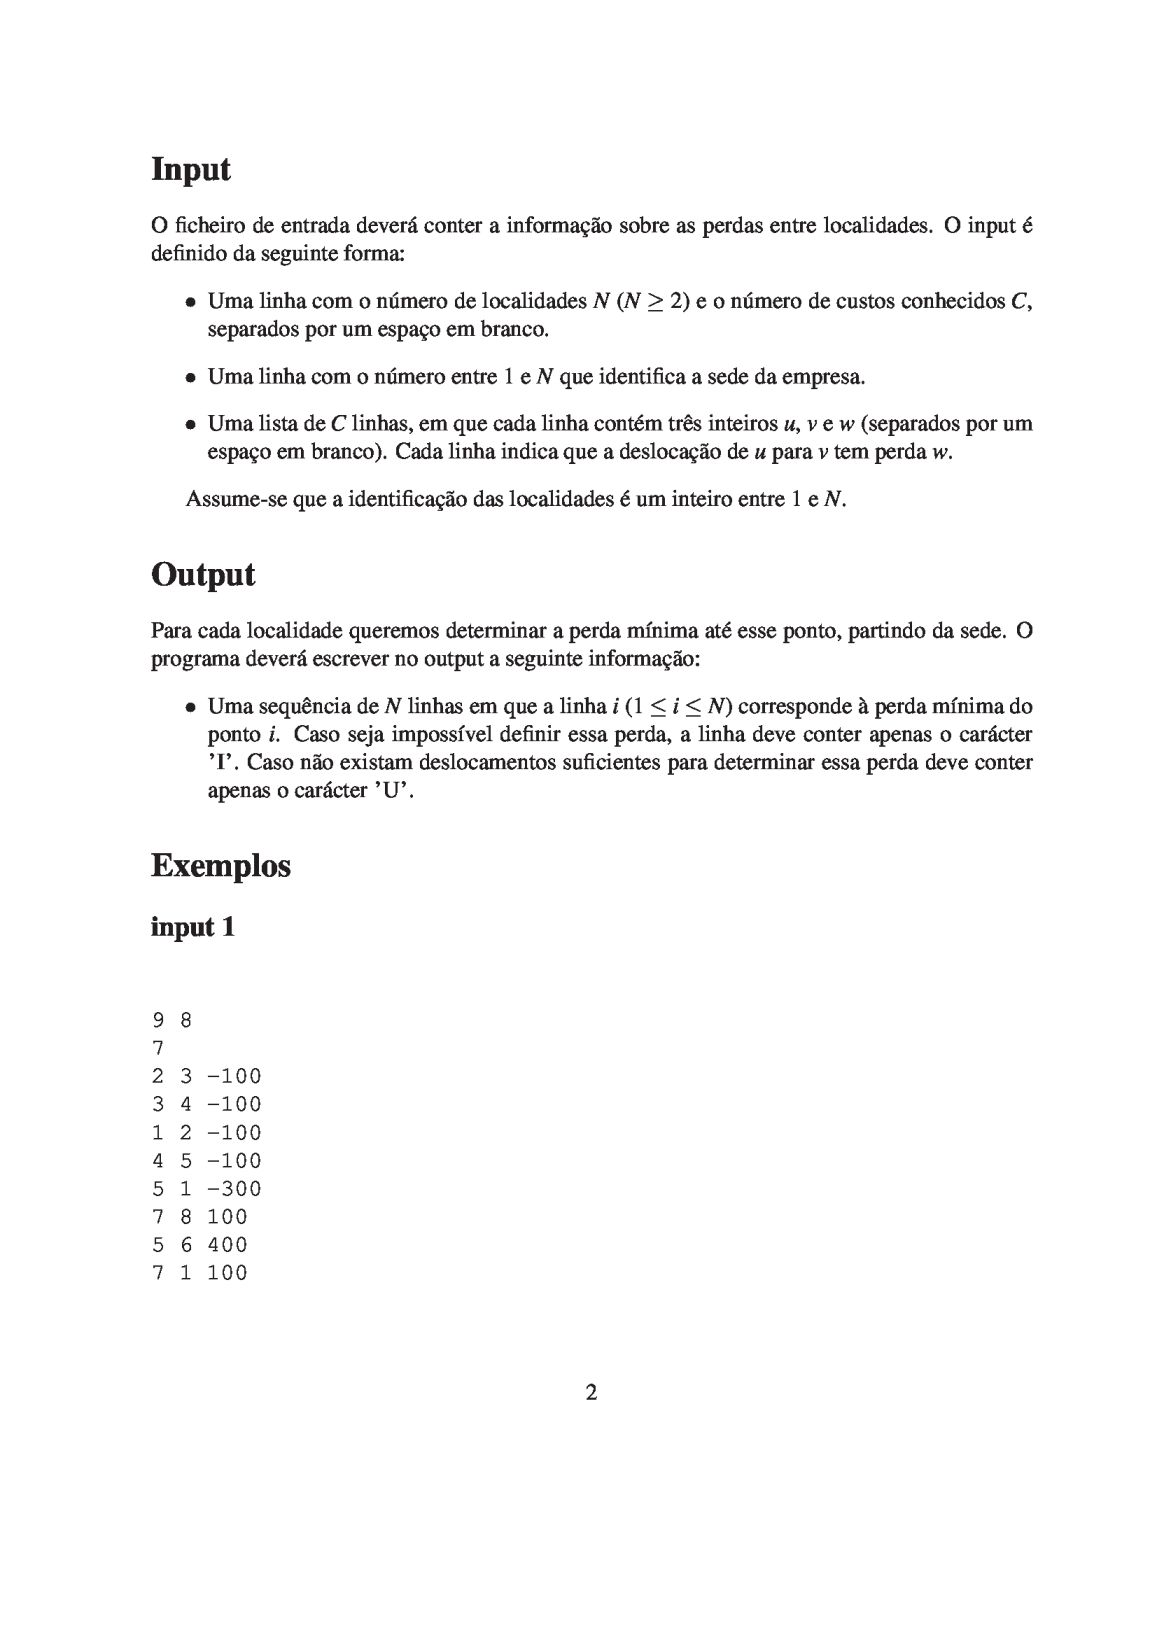 Input
O ficheiro de entrada deverá conter a informação sobre as perdas entre localidades. O input é
definido da seguinte forma:
• Uma linha com o número de localidades N (N ≥ 2) e o número de custos conhecidos C,
separados por um espaço em branco.
• Uma linha com o número entre 1 e N que identifica a sede da empresa.
• Uma lista de C linhas, em que cada linha contém três inteiros u, v e w (separados por um
espaço em branco). Cada linha indica que a deslocação de u para v tem perda w.
Assume-se que a identificação das localidades é um inteiro entre 1 e N.
Output
Para cada localidade queremos determinar a perda mínima até esse ponto, partindo da sede. O
programa deverá escrever no output a seguinte informação:
• Uma sequência de N linhas em que a linha i (1 ≤ i ≤ N) corresponde à perda mínima do
ponto i. Caso seja impossível definir essa perda, a linha deve conter apenas o carácter
’I’. Caso não existam deslocamentos suficientes para determinar essa perda deve conter
apenas o carácter ’U’.
Exemplos
input 1
9 8
7
2 3 −100
3 4 −100
1 2 −100
4 5 −100
5 1 −300
7 8 100
5 6 400
7 1 100
2